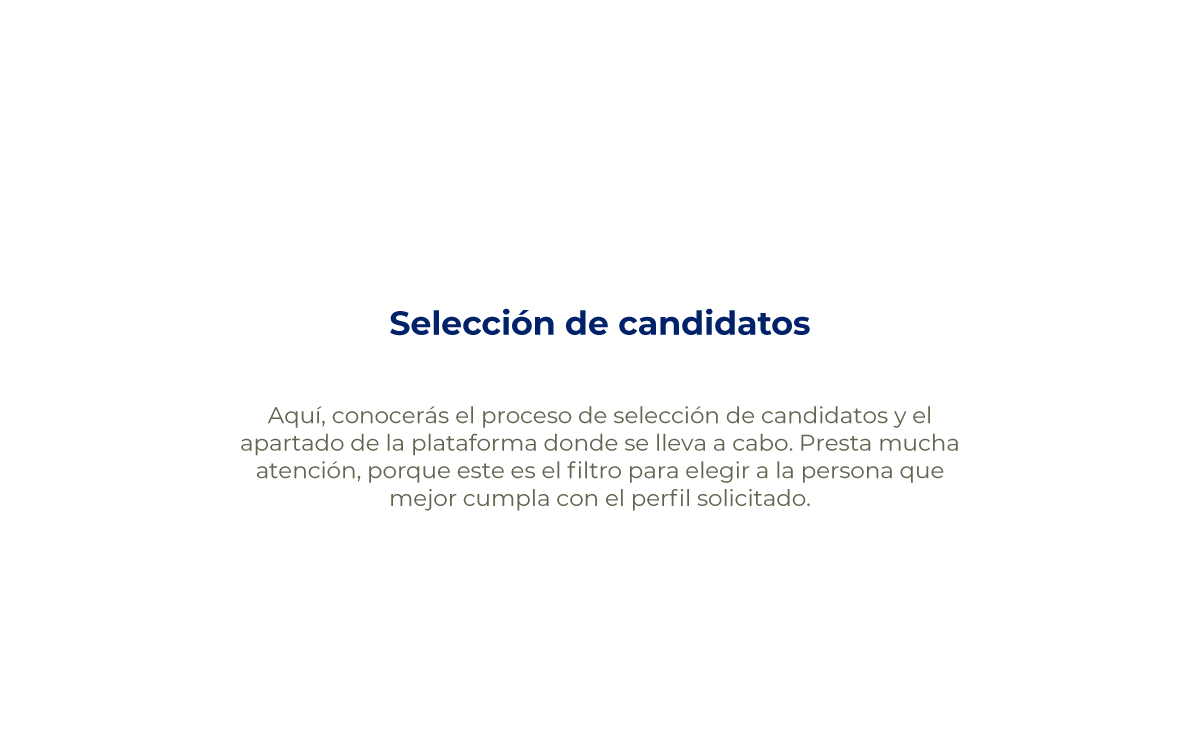 Selección de candidatos
Aquí, conocerás el proceso de selección de candidatos y el
apartado de la plataforma donde se lleva a cabo. Presta mucha
atención, porque este es el filtro para elegir a la persona que
mejor cumpla con el perfil solicitado.